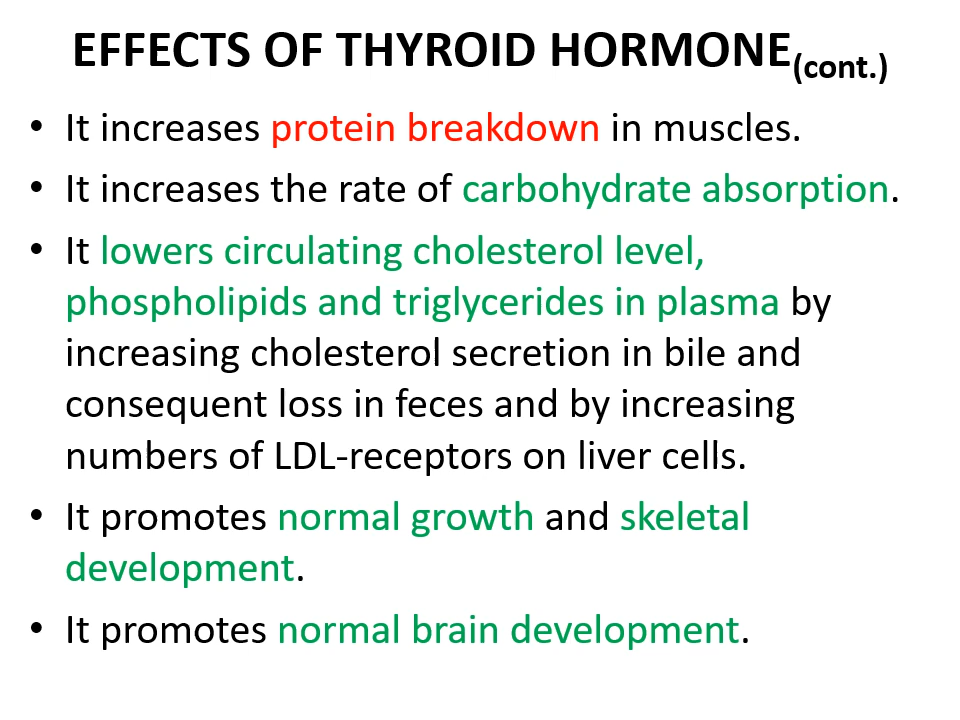 EFFECTS OF THYROID HORMONE(cont.)
• It increases protein breakdown in muscles.
• It increases the rate of carbohydrate absorption.
• It lowers circulating cholesterol level,
phospholipids and triglycerides in plasma by
increasing cholesterol secretion in bile and
consequent loss in feces and by increasing
numbers of LDL-receptors on liver cells.
• It promotes normal growth and skeletal
development.
• It promotes normal brain development.